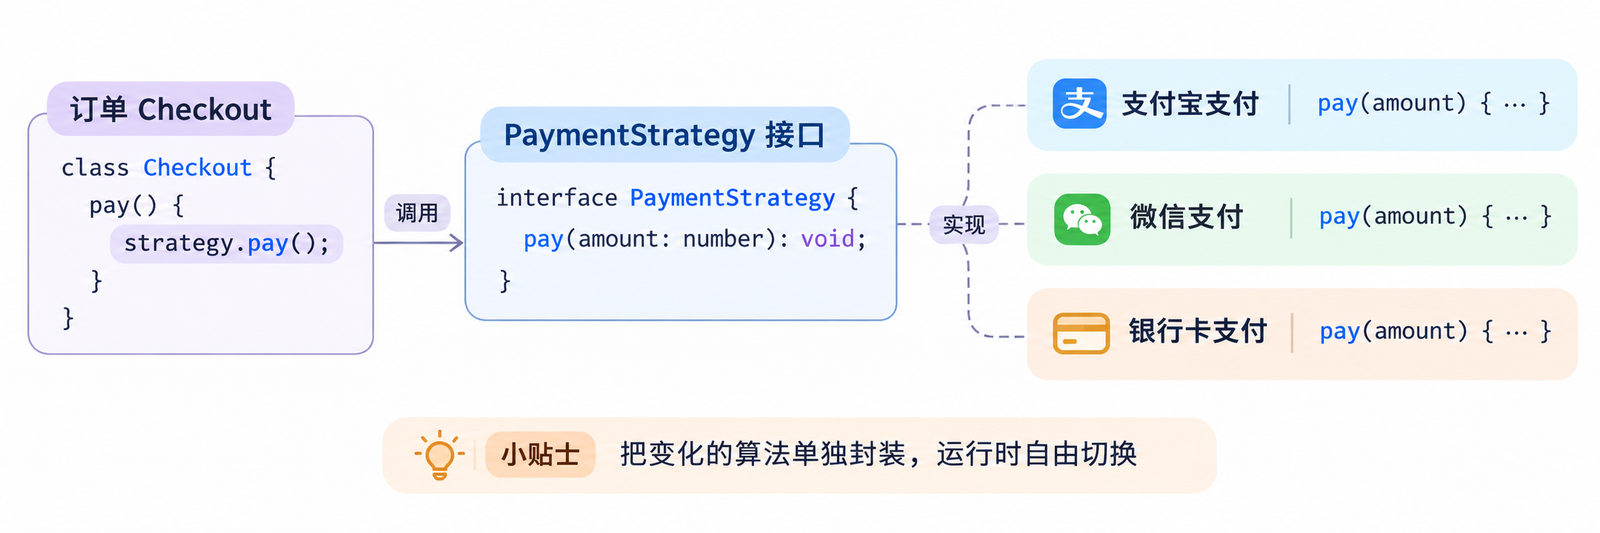 订单 Checkout
class Checkout {
pay() {
strategy.pay();
}
}
调用
PaymentStrategy 接口
interface PaymentStrategy {
pay(amount: number): void;
}
实现
支 支付宝支付 pay(amount) { ··· }
微信支付 pay(amount) { ··· }
银行卡支付 pay(amount) { ··· }
小贴士 把变化的算法单独封装，运行时自由切换